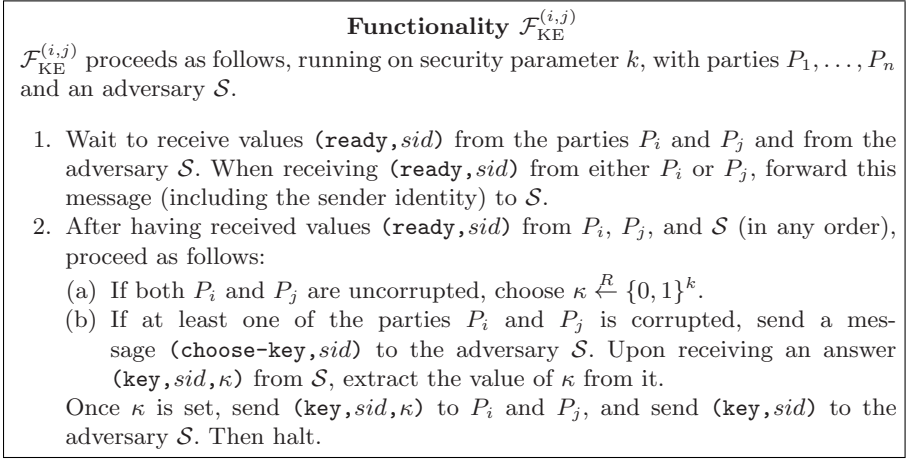 Functionality $\mathcal{F}_{\mathrm{KE}}^{(i,j)}$
$\mathcal{F}_{\mathrm{KE}}^{(i,j)}$ proceeds as follows, running on security parameter $k$, with parties $P_1, \ldots, P_n$
and an adversary $\mathcal{S}$.
1. Wait to receive values (ready,$sid$) from the parties $P_i$ and $P_j$ and from the
adversary $\mathcal{S}$. When receiving (ready,$sid$) from either $P_i$ or $P_j$, forward this
message (including the sender identity) to $\mathcal{S}$.
2. After having received values (ready,$sid$) from $P_i$, $P_j$, and $\mathcal{S}$ (in any order),
proceed as follows:
(a) If both $P_i$ and $P_j$ are uncorrupted, choose $\kappa \stackrel{R}{\leftarrow} \{0,1\}^k$.
(b) If at least one of the parties $P_i$ and $P_j$ is corrupted, send a mes-
sage (choose-key,$sid$) to the adversary $\mathcal{S}$. Upon receiving an answer
(key,$sid$,$\kappa$) from $\mathcal{S}$, extract the value of $\kappa$ from it.
Once $\kappa$ is set, send (key,$sid$,$\kappa$) to $P_i$ and $P_j$, and send (key,$sid$) to the
adversary $\mathcal{S}$. Then halt.